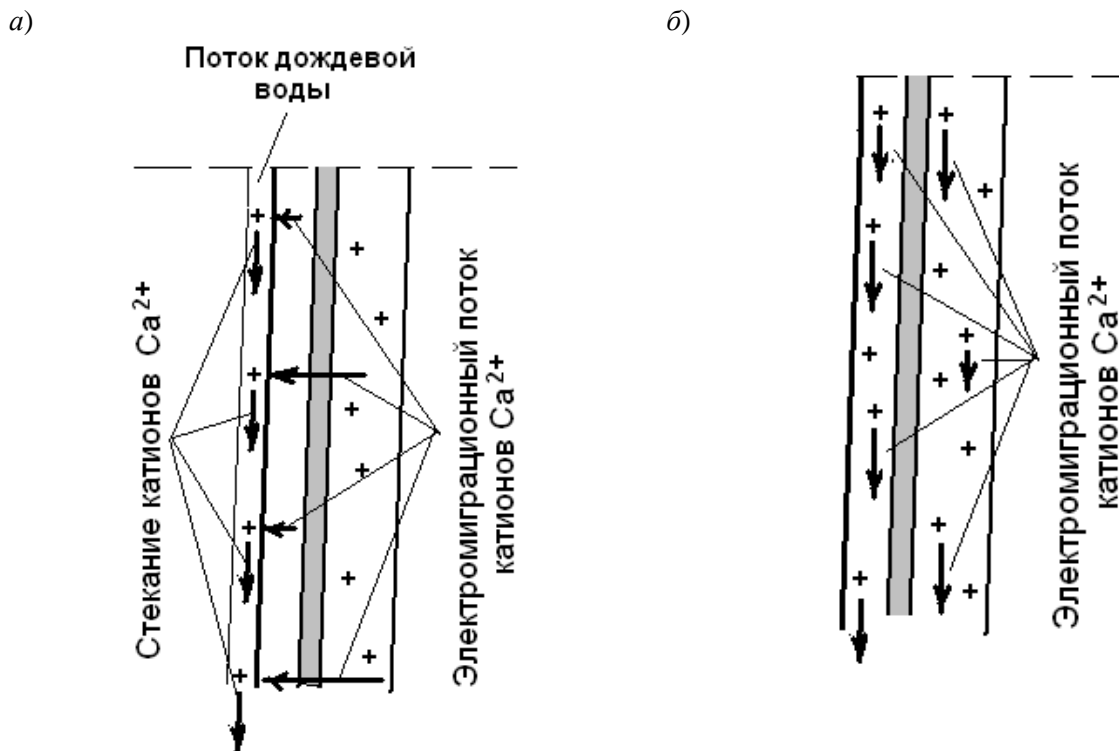 а)
Поток дождевой
воды
Стекание катионов Ca2+
Электромиграционный поток
катионов Ca2+
б)
Электромиграционный поток
катионов Ca2+